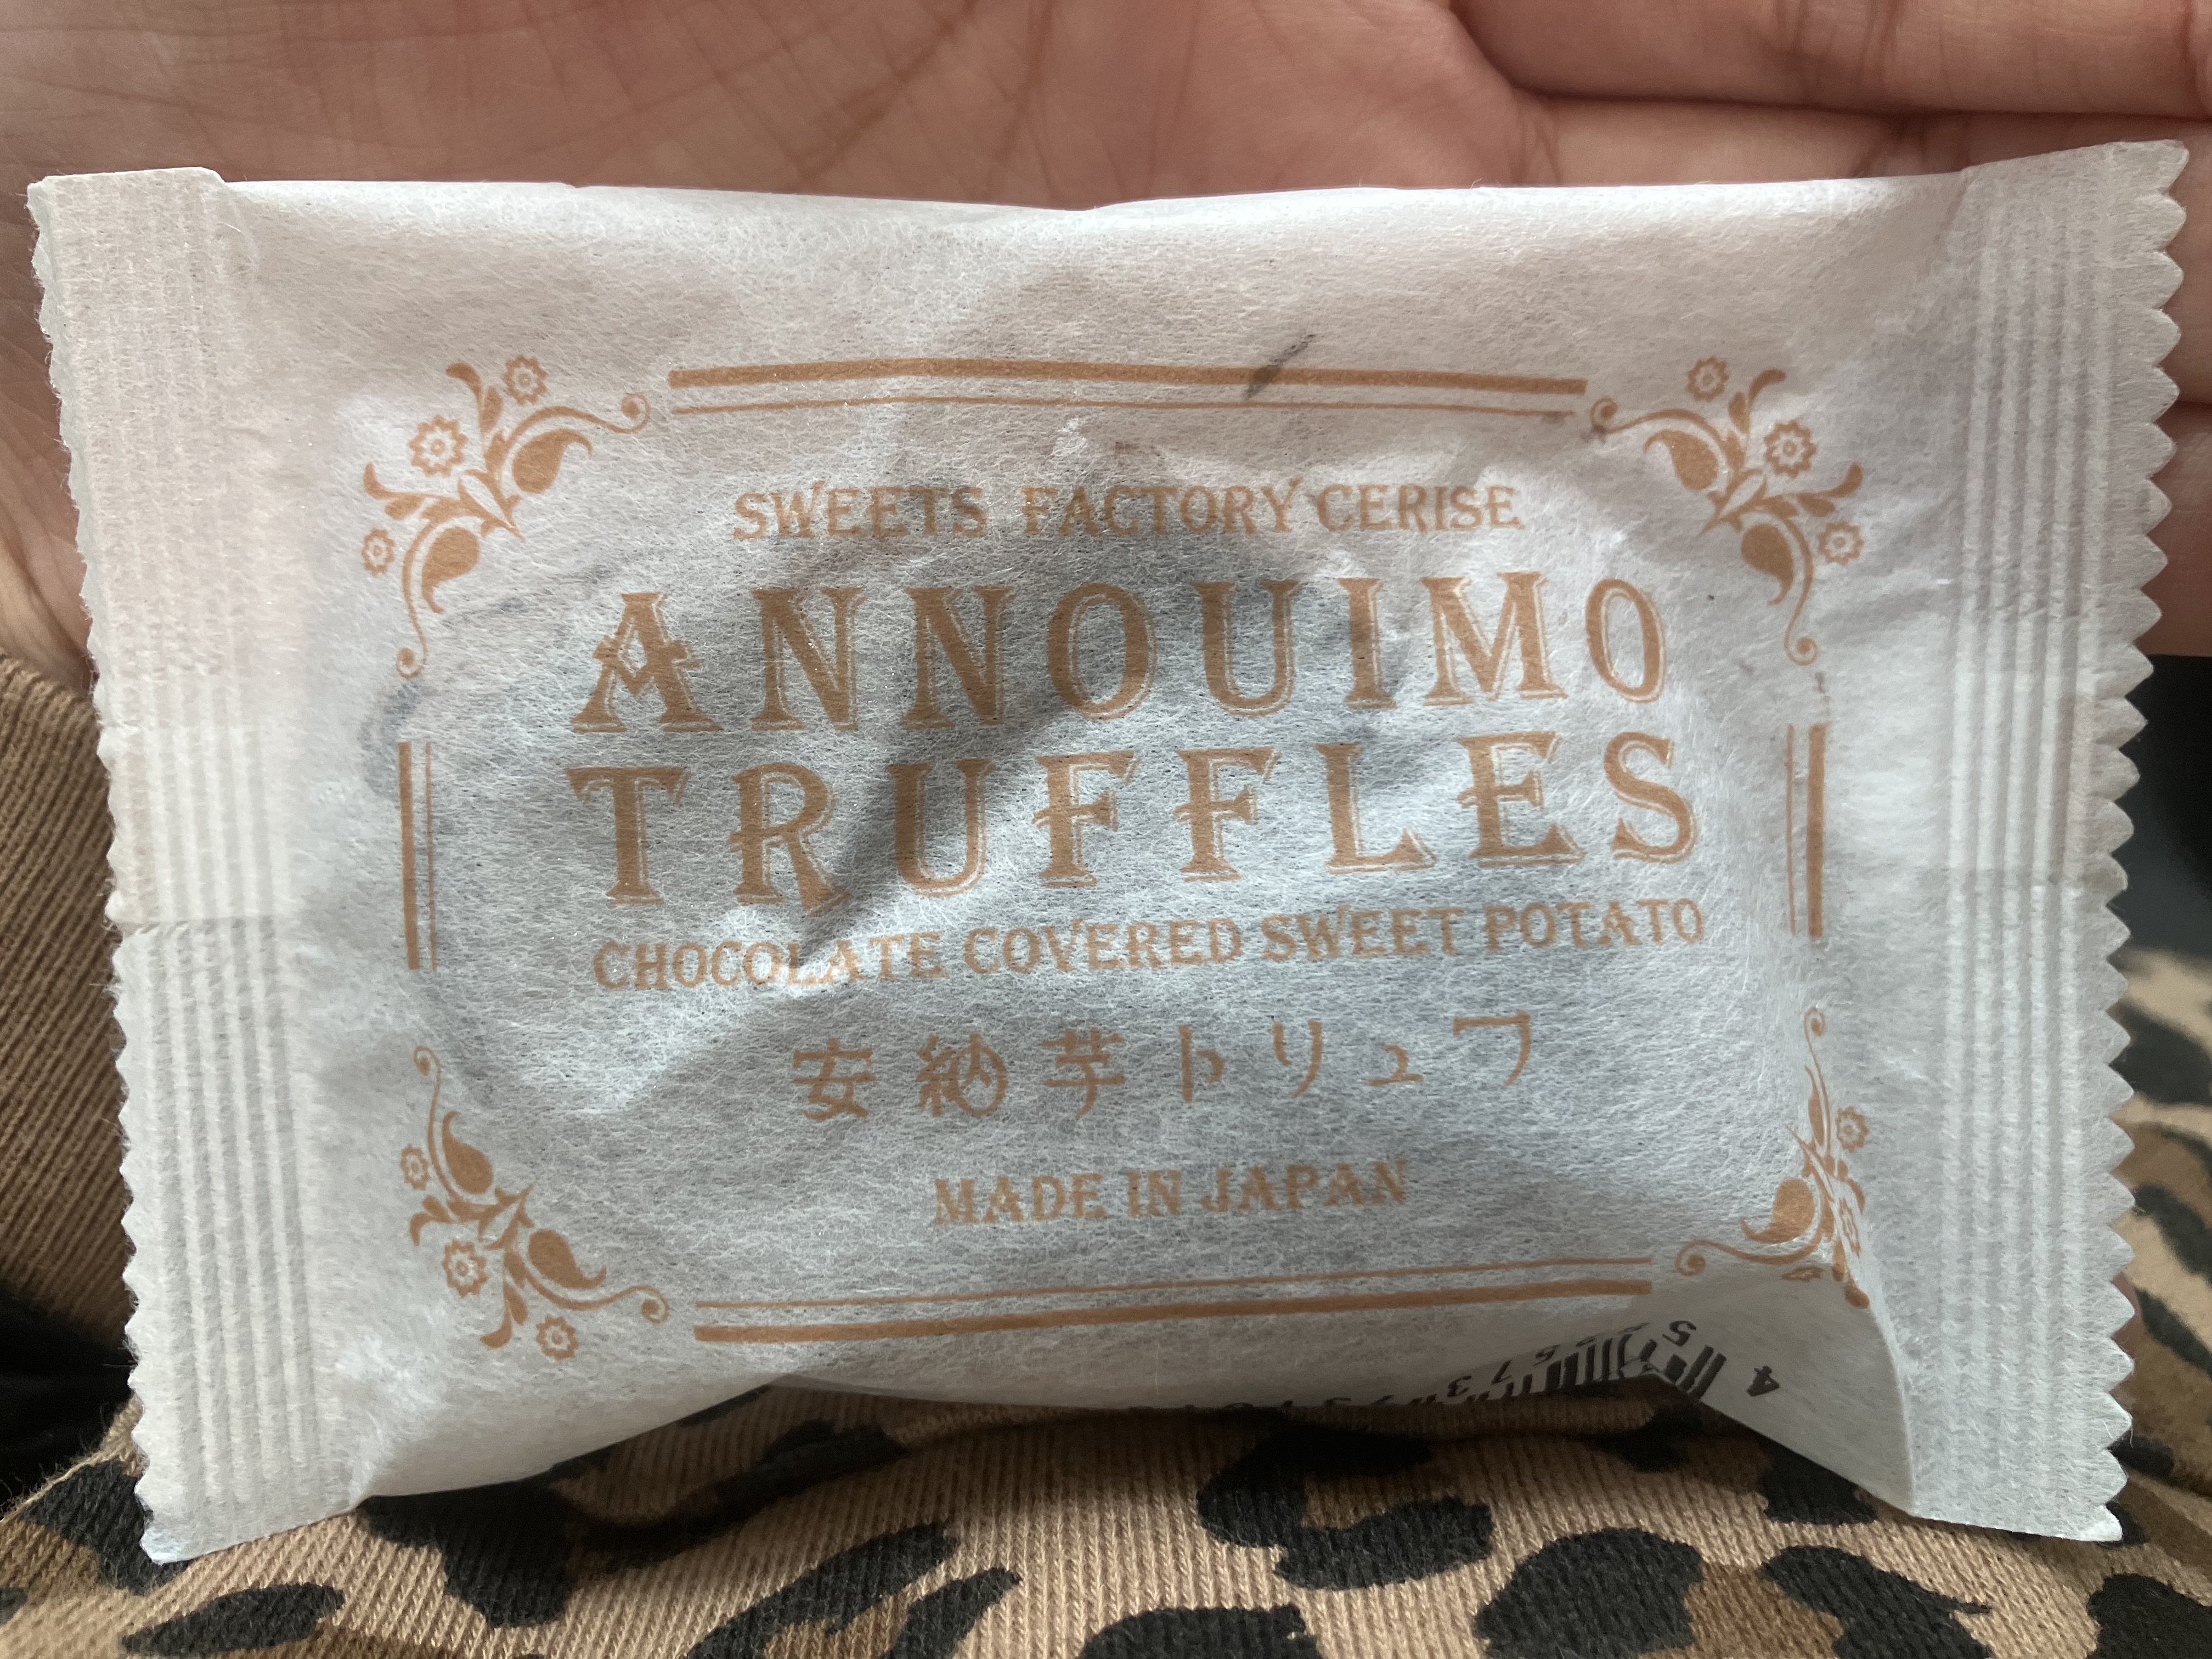 SWEETS FACTORY CERISE
ANNOUIMO
TRUFFLES
CHOCOLATE COVERED SWEET POTATO
安納芋トリュフ
MADE IN JAPAN